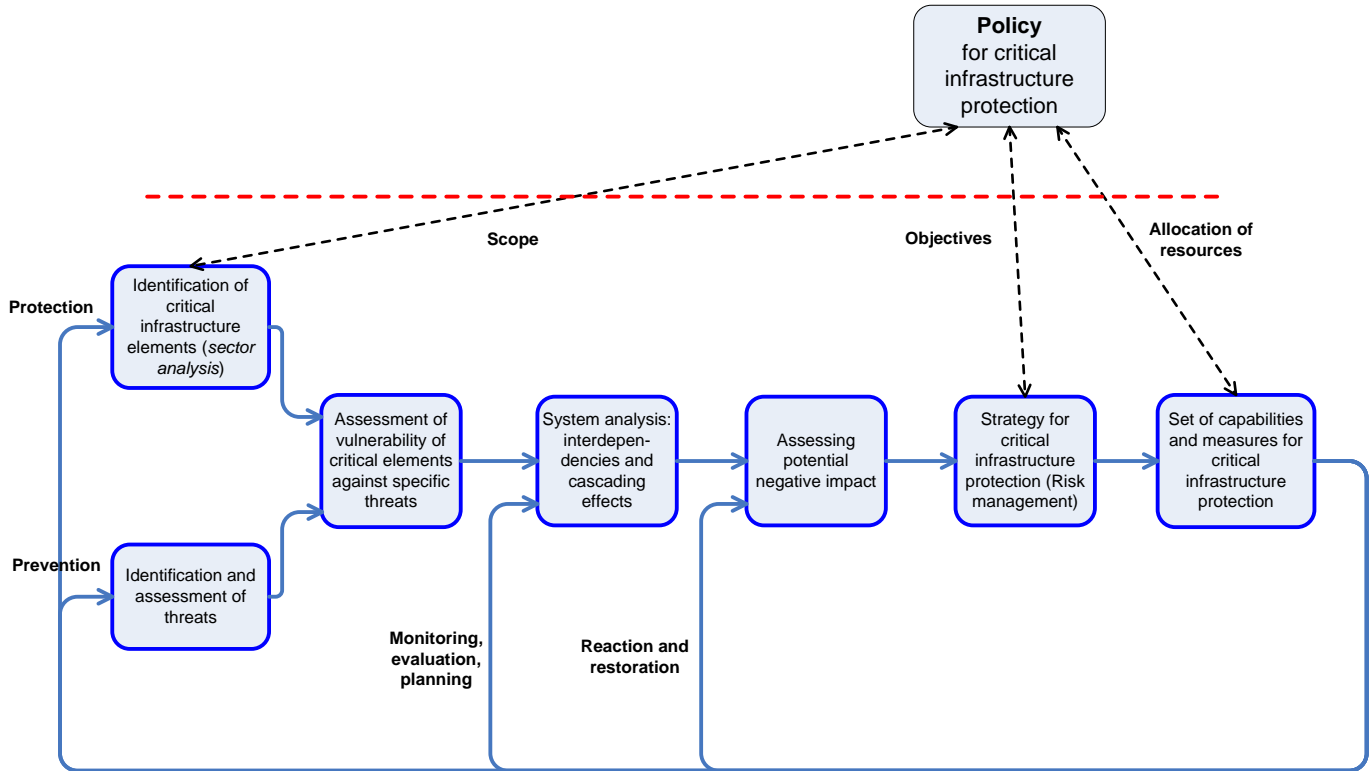 Policy
for critical
infrastructure
protection
Scope
Objectives
Allocation of
resources
Protection
Identification of
critical
infrastructure
elements (sector
analysis)
Assessment of
vulnerability of
critical elements
against specific
threats
System analysis:
interdepen-
dencies and
cascading
effects
Assessing
potential
negative impact
Strategy for
critical
infrastructure
protection (Risk
management)
Set of capabilities
and measures for
critical
infrastructure
protection
Prevention
Identification and
assessment of
threats
Monitoring,
evaluation,
planning
Reaction and
restoration